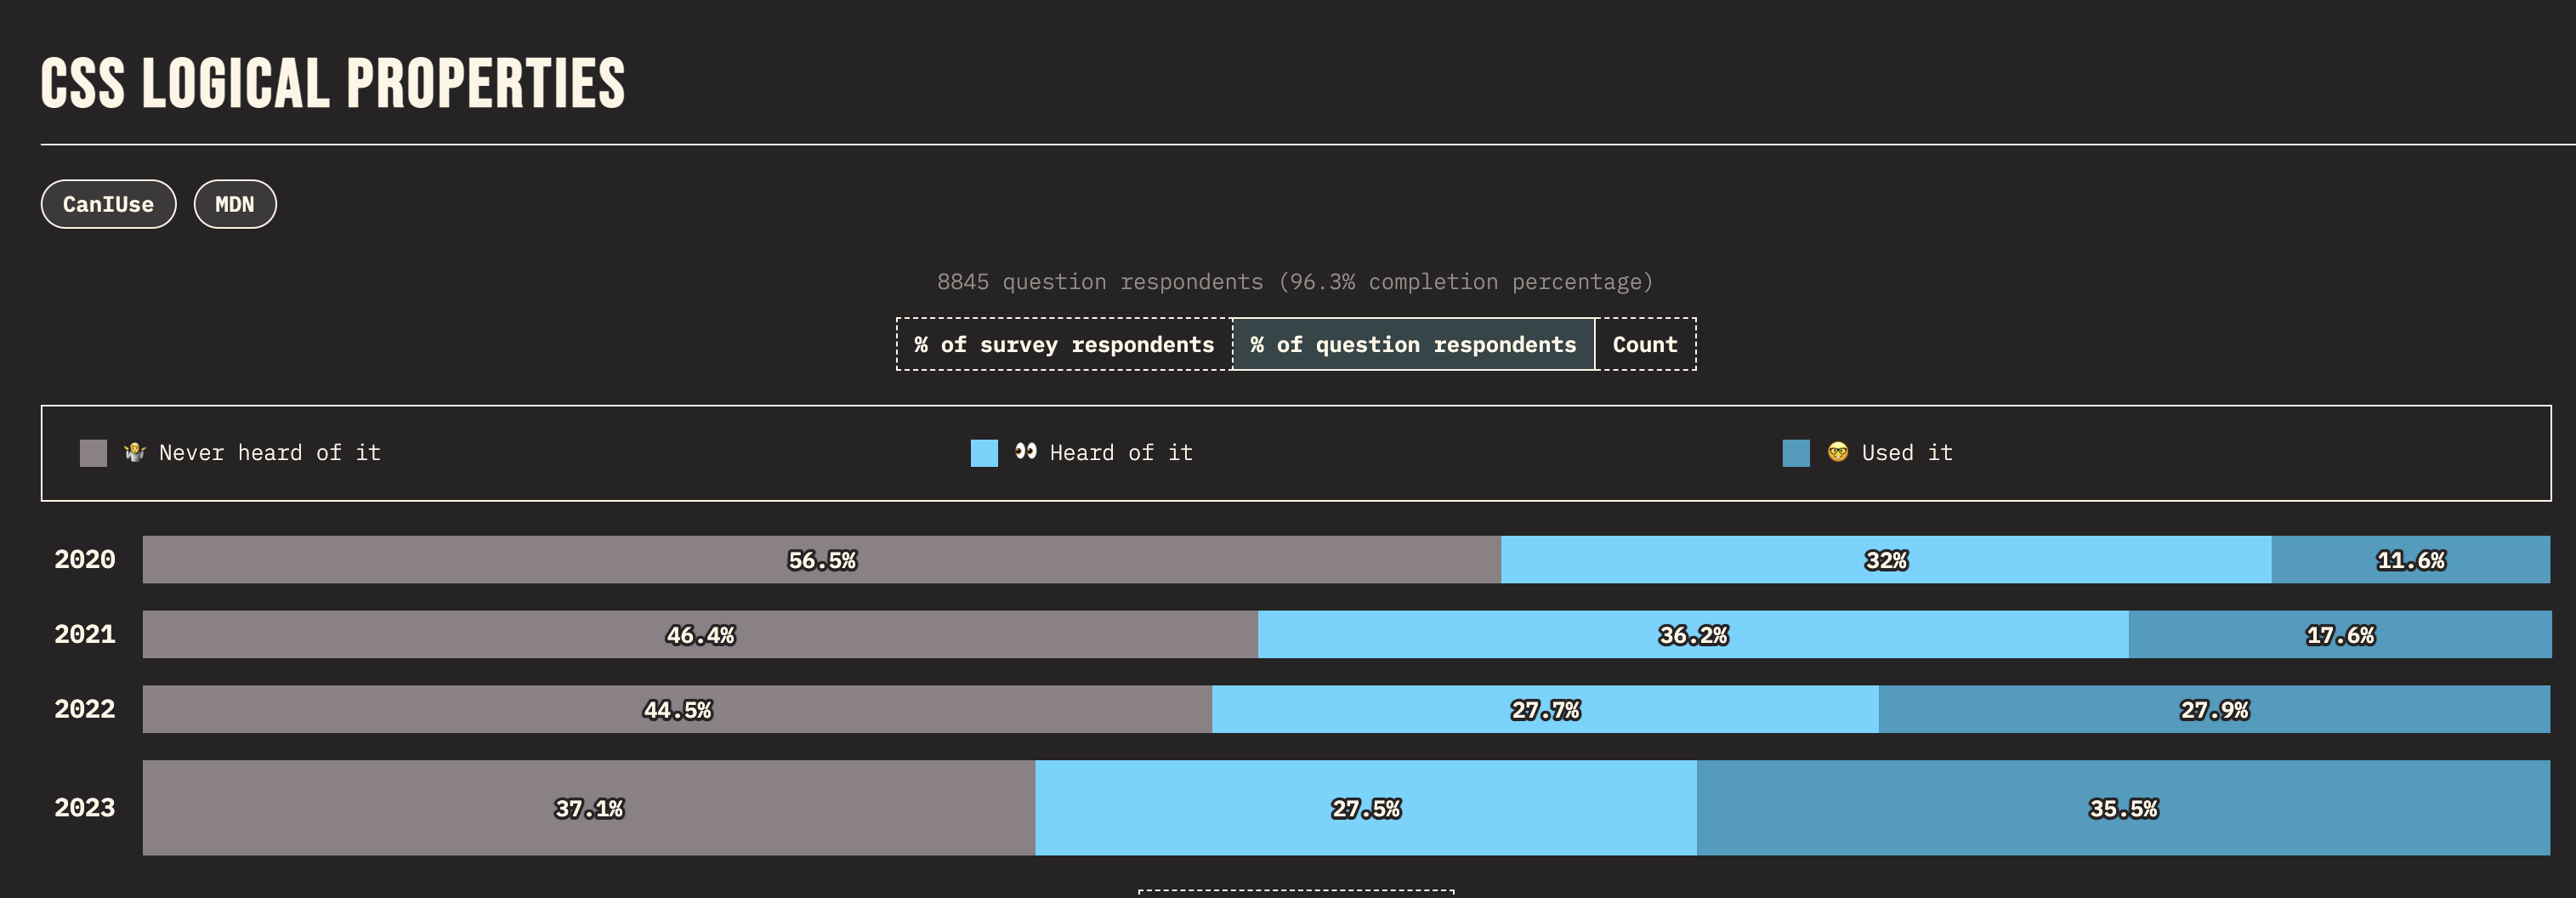 CSS LOGICAL PROPERTIES
CanIUse MDN
8845 question respondents (96.3% completion percentage)
% of survey respondents % of question respondents Count
Never heard of it Heard of it Used it
2020 56.5% 32% 11.6%
2021 46.4% 36.2% 17.6%
2022 44.5% 27.7% 27.9%
2023 37.1% 27.5% 35.5%